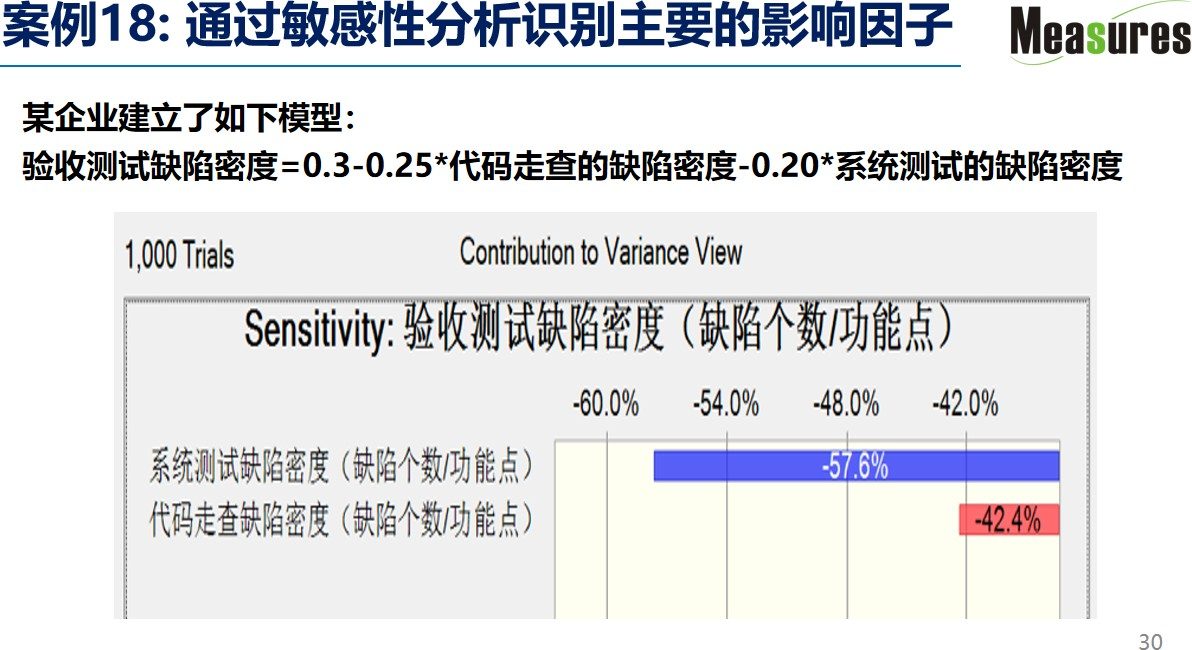 案例18: 通过敏感性分析识别主要的影响因子
Measures
某企业建立了如下模型：
验收测试缺陷密度=0.3-0.25*代码走查的缺陷密度-0.20*系统测试的缺陷密度
1,000 Trials
Contribution to Variance View
Sensitivity: 验收测试缺陷密度（缺陷个数/功能点）
-60.0% -54.0% -48.0% -42.0%
系统测试缺陷密度（缺陷个数/功能点） -57.6%
代码走查缺陷密度（缺陷个数/功能点） -42.4%
30